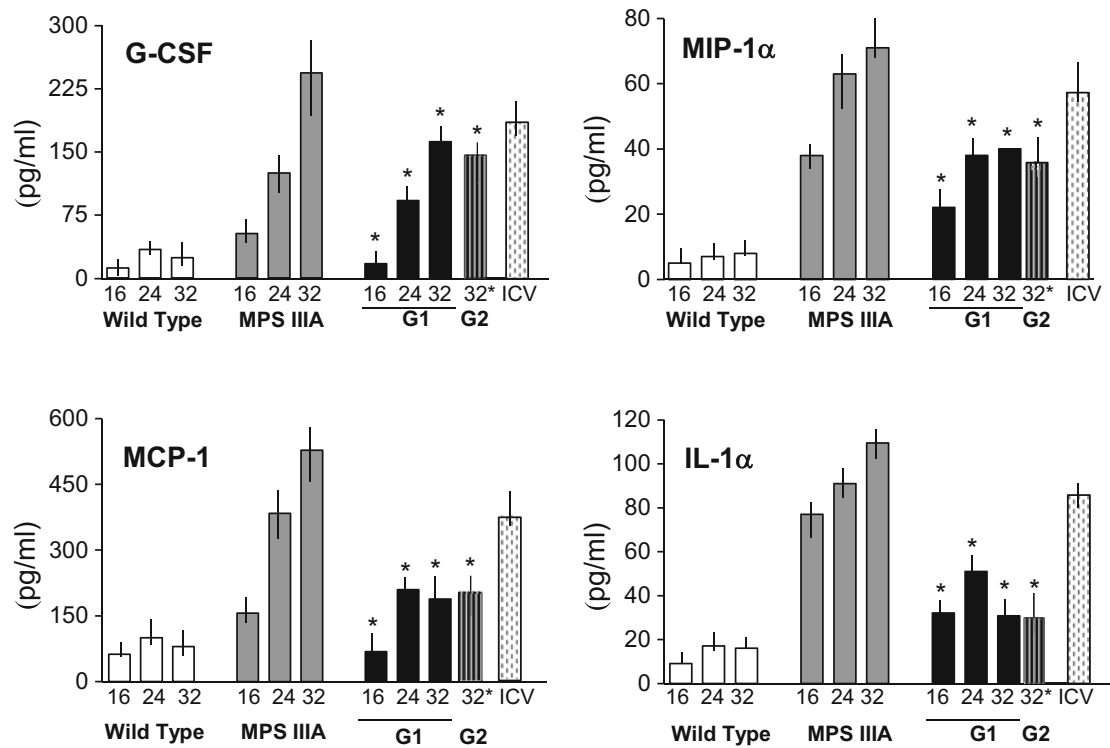 G-CSF
(pg/ml)
300
225
150
75
0
* * * *
16 24 32 16 24 32 16 24 32 32* ICV
Wild Type MPS IIIA G1 G2
MIP-1α
(pg/ml)
80
60
40
20
0
* * * *
16 24 32 16 24 32 16 24 32 32* ICV
Wild Type MPS IIIA G1 G2
MCP-1
(pg/ml)
600
450
300
150
0
* * * *
16 24 32 16 24 32 16 24 32 32* ICV
Wild Type MPS IIIA G1 G2
IL-1α
(pg/ml)
120
100
80
60
40
20
0
* * * *
16 24 32 16 24 32 16 24 32 32* ICV
Wild Type MPS IIIA G1 G2